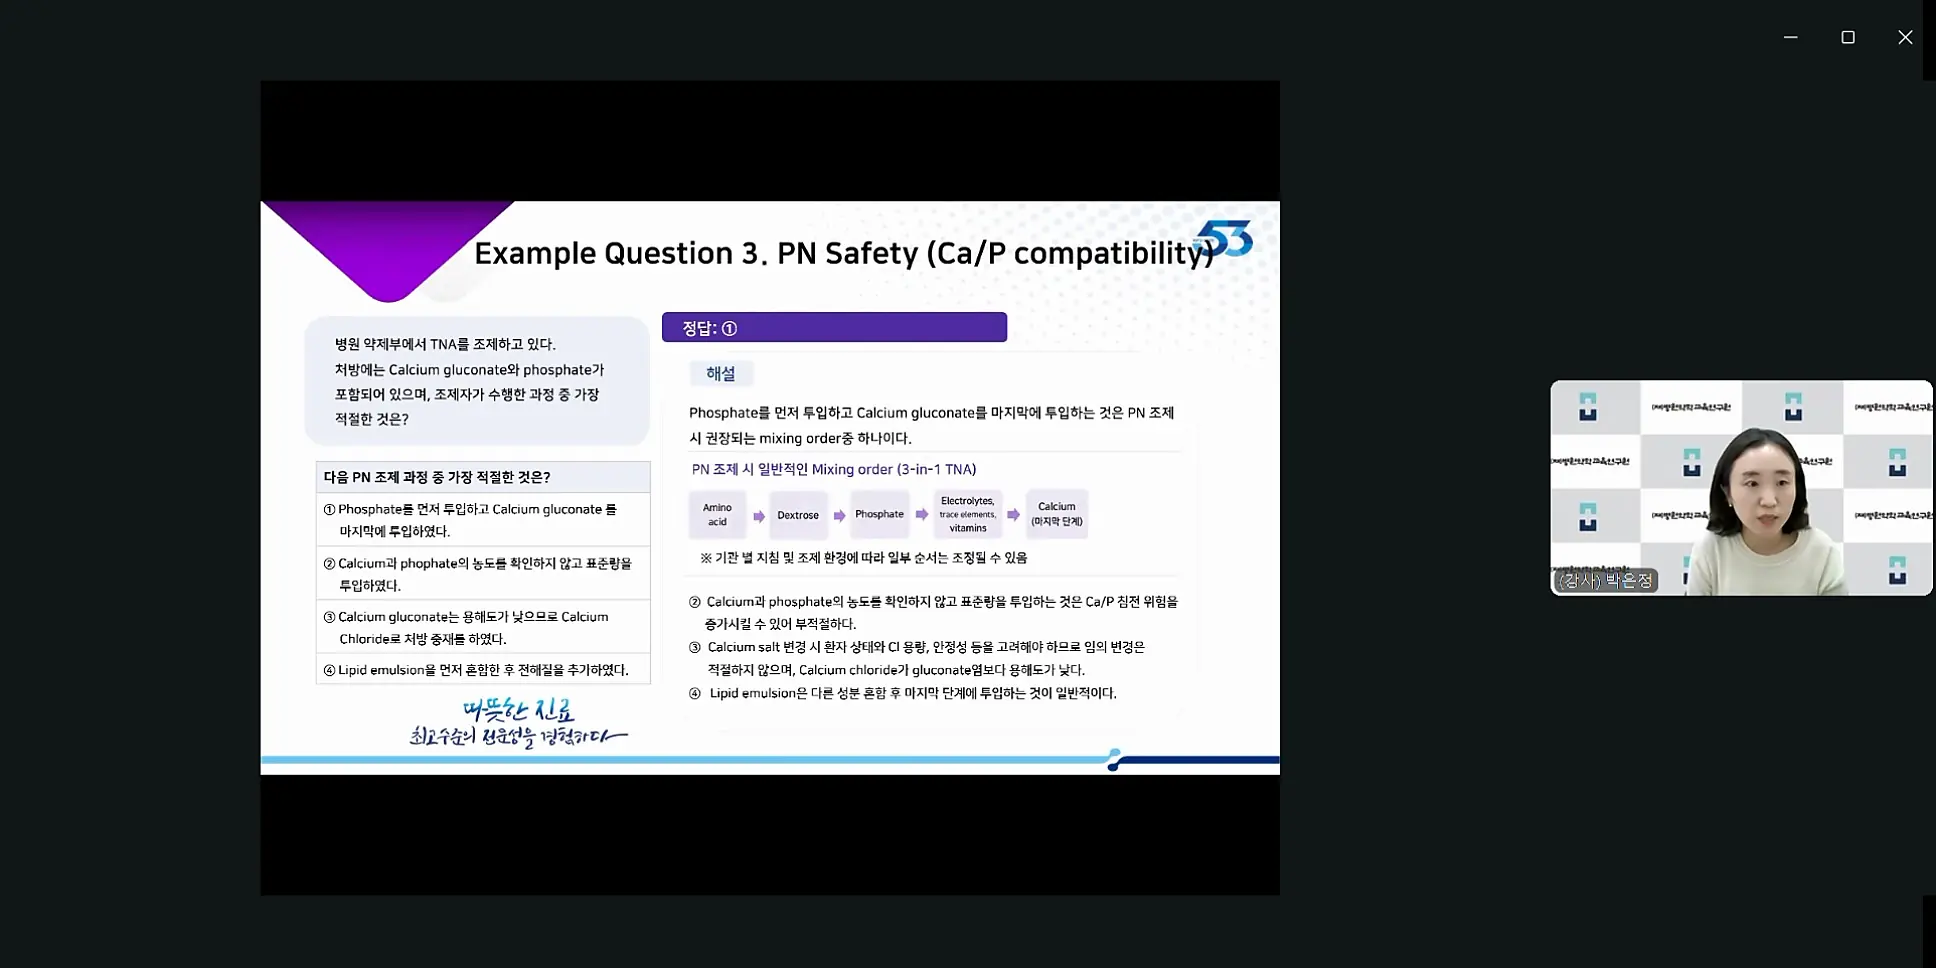 Example Question 3. PN Safety (Ca/P compatibility)
53
병원 약제부에서 TNA를 조제하고 있다.
처방에는 Calcium gluconate와 phosphate가
포함되어 있으며, 조제자가 수행한 과정 중 가장
적절한 것은?
다음 PN 조제 과정 중 가장 적절한 것은?
① Phosphate를 먼저 투입하고 Calcium gluconate 를
마지막에 투입하였다.
② Calcium과 phophate의 농도를 확인하지 않고 표준량을
투입하였다.
③ Calcium gluconate는 용해도가 낮으므로 Calcium
Chloride로 처방 중재를 하였다.
④ Lipid emulsion을 먼저 혼합한 후 전해질을 추가하였다.
따뜻한 진료
최고수준의 전문성을 경험하다
정답: ①
해설
Phosphate를 먼저 투입하고 Calcium gluconate를 마지막에 투입하는 것은 PN 조제
시 권장되는 mixing order중 하나이다.
PN 조제 시 일반적인 Mixing order (3-in-1 TNA)
Amino
acid
Dextrose
Phosphate
Electrolytes,
trace elements,
vitamins
Calcium
(마지막 단계)
※ 기관 별 지침 및 조제 환경에 따라 일부 순서는 조정될 수 있음
② Calcium과 phosphate의 농도를 확인하지 않고 표준량을 투입하는 것은 Ca/P 침전 위험을
증가시킬 수 있어 부적절하다.
③ Calcium salt 변경 시 환자 상태와 Cl 용량, 안정성 등을 고려해야 하므로 임의 변경은
적절하지 않으며, Calcium chloride가 gluconate염보다 용해도가 낮다.
④ Lipid emulsion은 다른 성분 혼합 후 마지막 단계에 투입하는 것이 일반적이다.
(재)병원약학교육연구원
(강사) 박은정